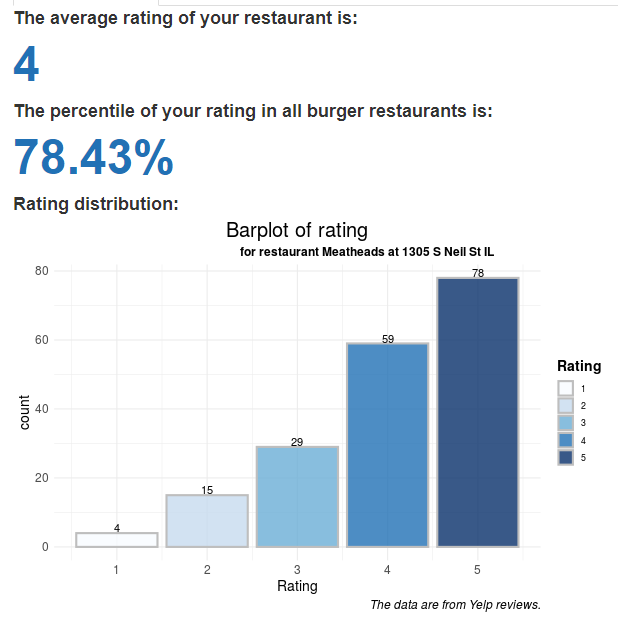 The average rating of your restaurant is:
4
The percentile of your rating in all burger restaurants is:
78.43%
Rating distribution:
Barplot of rating
for restaurant Meatheads at 1305 S Neil St IL
80
60
40
20
0
count
4
15
29
59
78
1 2 3 4 5
Rating
Rating
1
2
3
4
5
The data are from Yelp reviews.